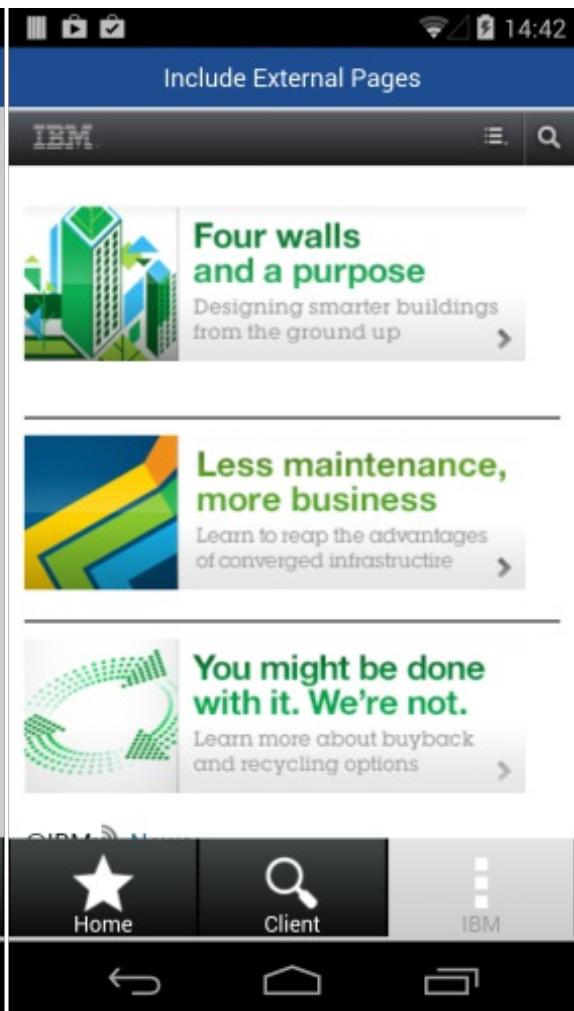 14:42
Include External Pages
IBM.
Four walls
and a purpose
Designing smarter buildings
from the ground up
Less maintenance,
more business
Learn to reap the advantages
of converged infrastructire
You might be done
with it. We're not.
Learn more about buyback
and recycling options
Home
Client
IBM